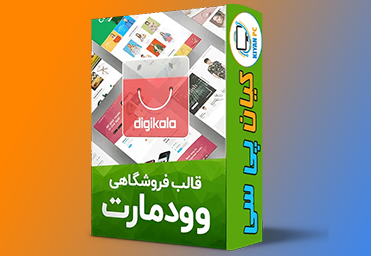 digikala
قالب فروشگاهی
وودمارت
KIYAN PC
کیان پی سی